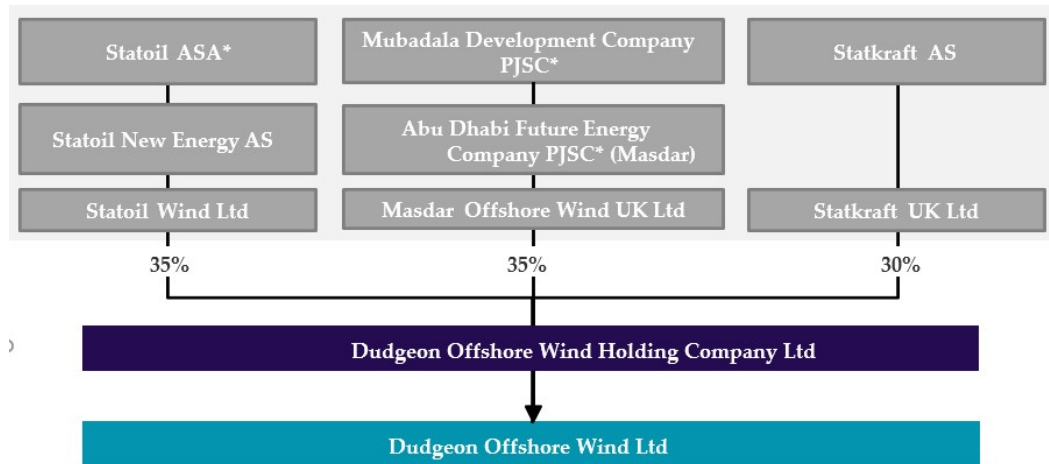 Statoil ASA*
Mubadala Development Company
PJSC*
Statkraft AS
Statoil New Energy AS
Abu Dhabi Future Energy
Company PJSC* (Masdar)
Statoil Wind Ltd
Masdar Offshore Wind UK Ltd
Statkraft UK Ltd
35%
35%
30%
Dudgeon Offshore Wind Holding Company Ltd
Dudgeon Offshore Wind Ltd